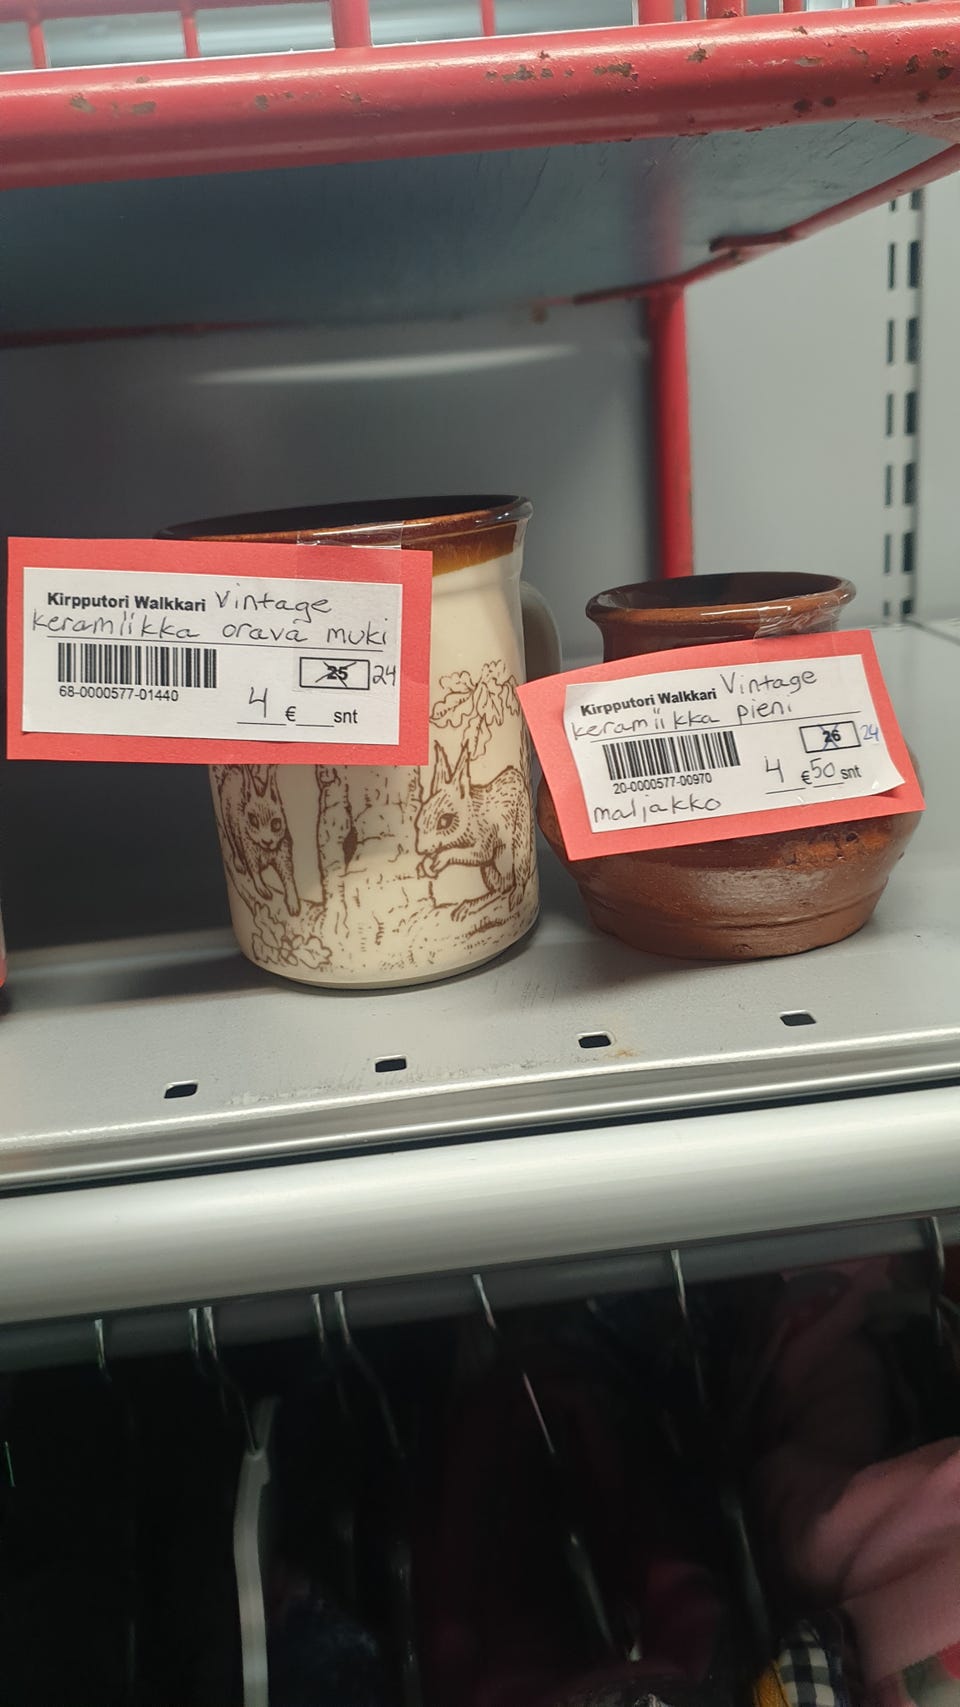 Kirpputori Walkkari Vintage
keramiikka orava muki
25 24
68-0000577-01440
4 € snt
Kirpputori Walkkari Vintage
keramiikka pieni
26 24
20-0000577-00970
4 €50 snt
maljakko